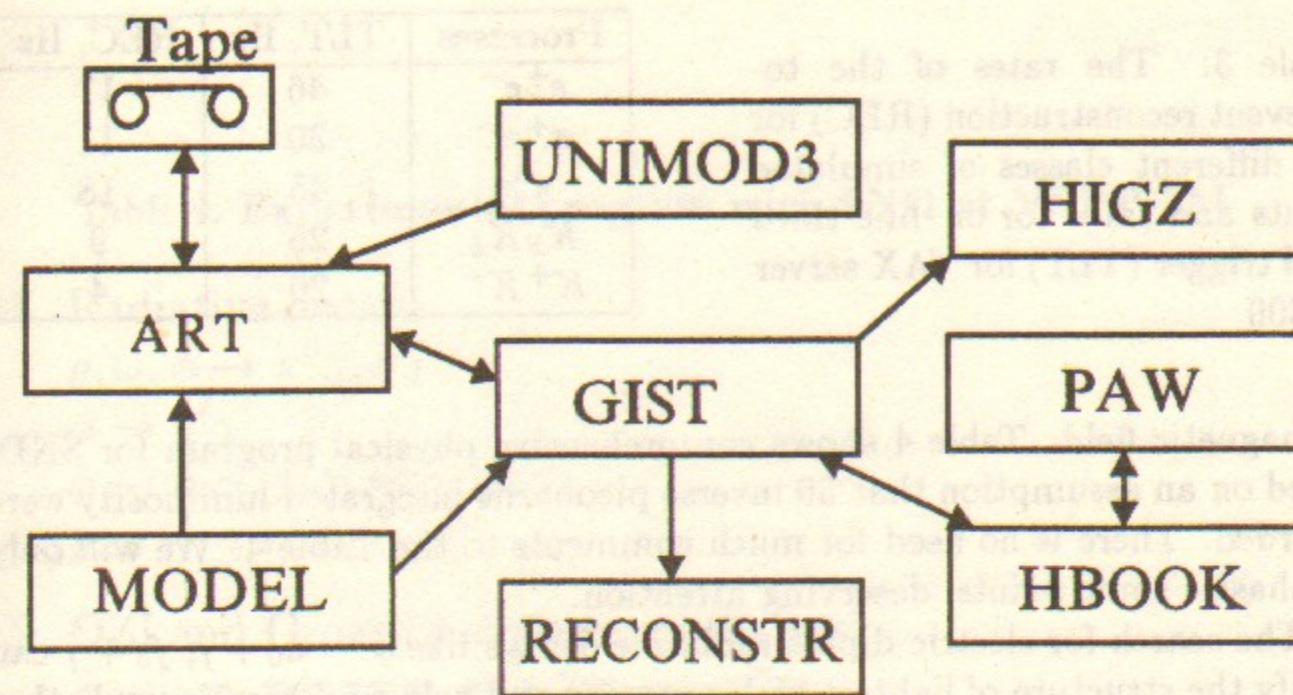 Tape
UNIMOD3
HIGZ
ART
GIST
PAW
MODEL
RECONSTR
HBOOK